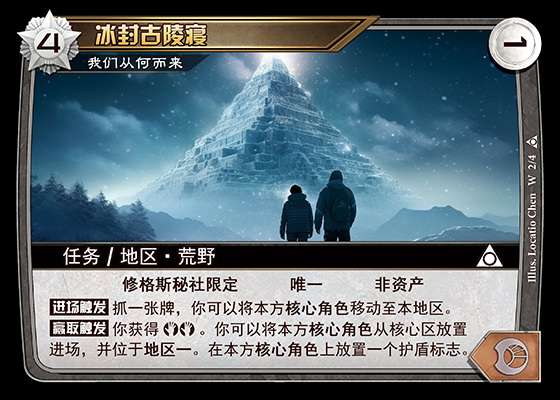 4
冰封古陵寝
1
我们从何而来
Illus. Locatio Chen W 2/4
任务 / 地区·荒野
修格斯秘社限定 唯一 非资产
进场触发 抓一张牌，你可以将本方核心角色移动至本地区。
赢取触发 你获得 。你可以将本方核心角色从核心区放置
进场，并位于地区一。在本方核心角色上放置一个护盾标志。